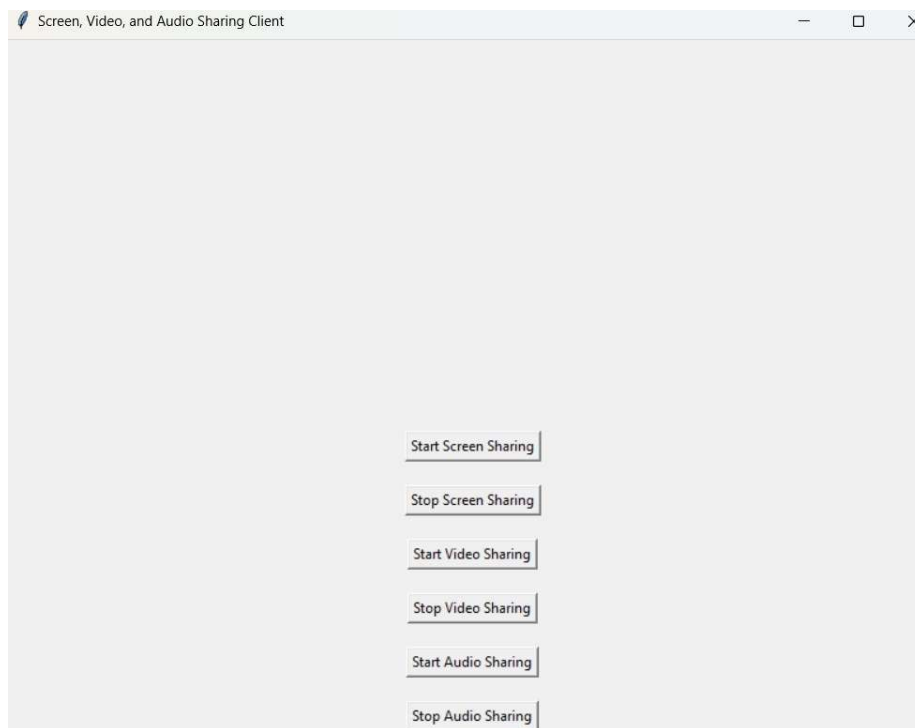 Screen, Video, and Audio Sharing Client
Start Screen Sharing
Stop Screen Sharing
Start Video Sharing
Stop Video Sharing
Start Audio Sharing
Stop Audio Sharing